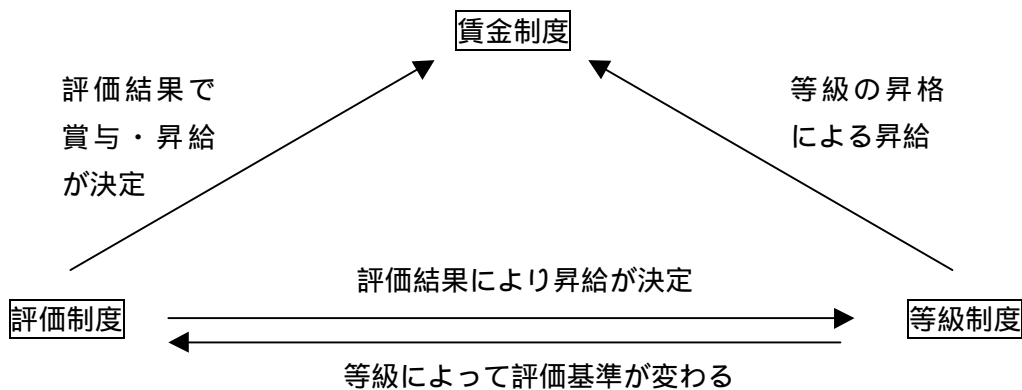 賃金制度
評価結果で
賞与・昇給
が決定
等級の昇格
による昇給
評価結果により昇給が決定
評価制度
等級制度
等級によって評価基準が変わる